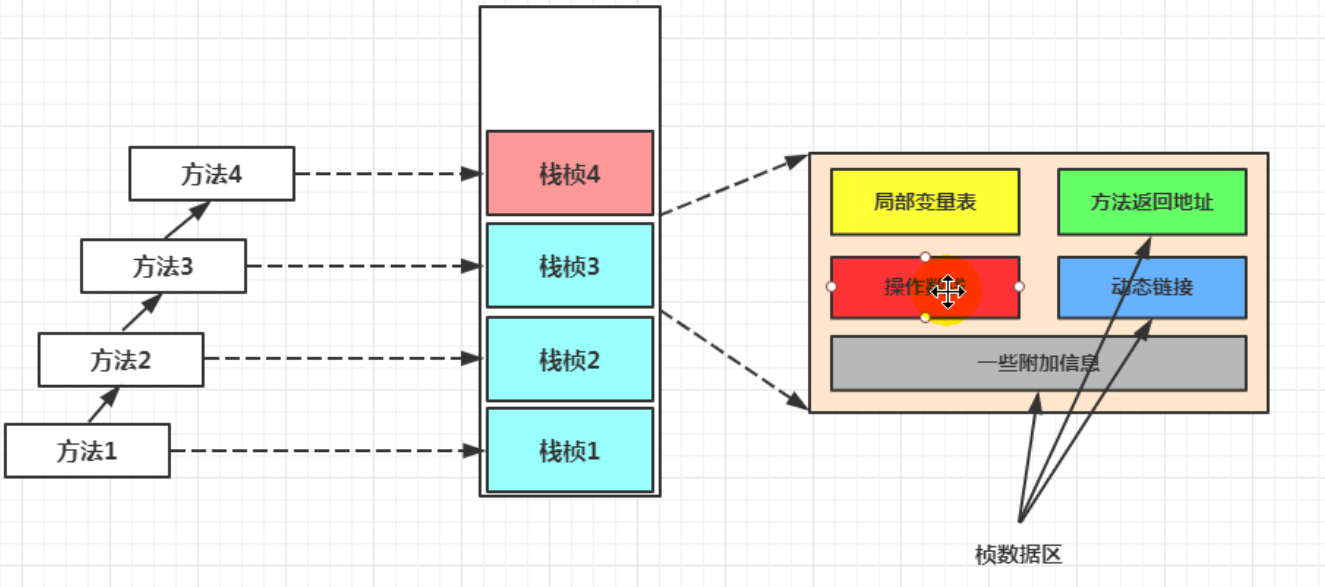 方法4
方法3
方法2
方法1
栈桢4
栈桢3
栈桢2
栈桢1
局部变量表
方法返回地址
操作
动态链接
一些附加信息
桢数据区